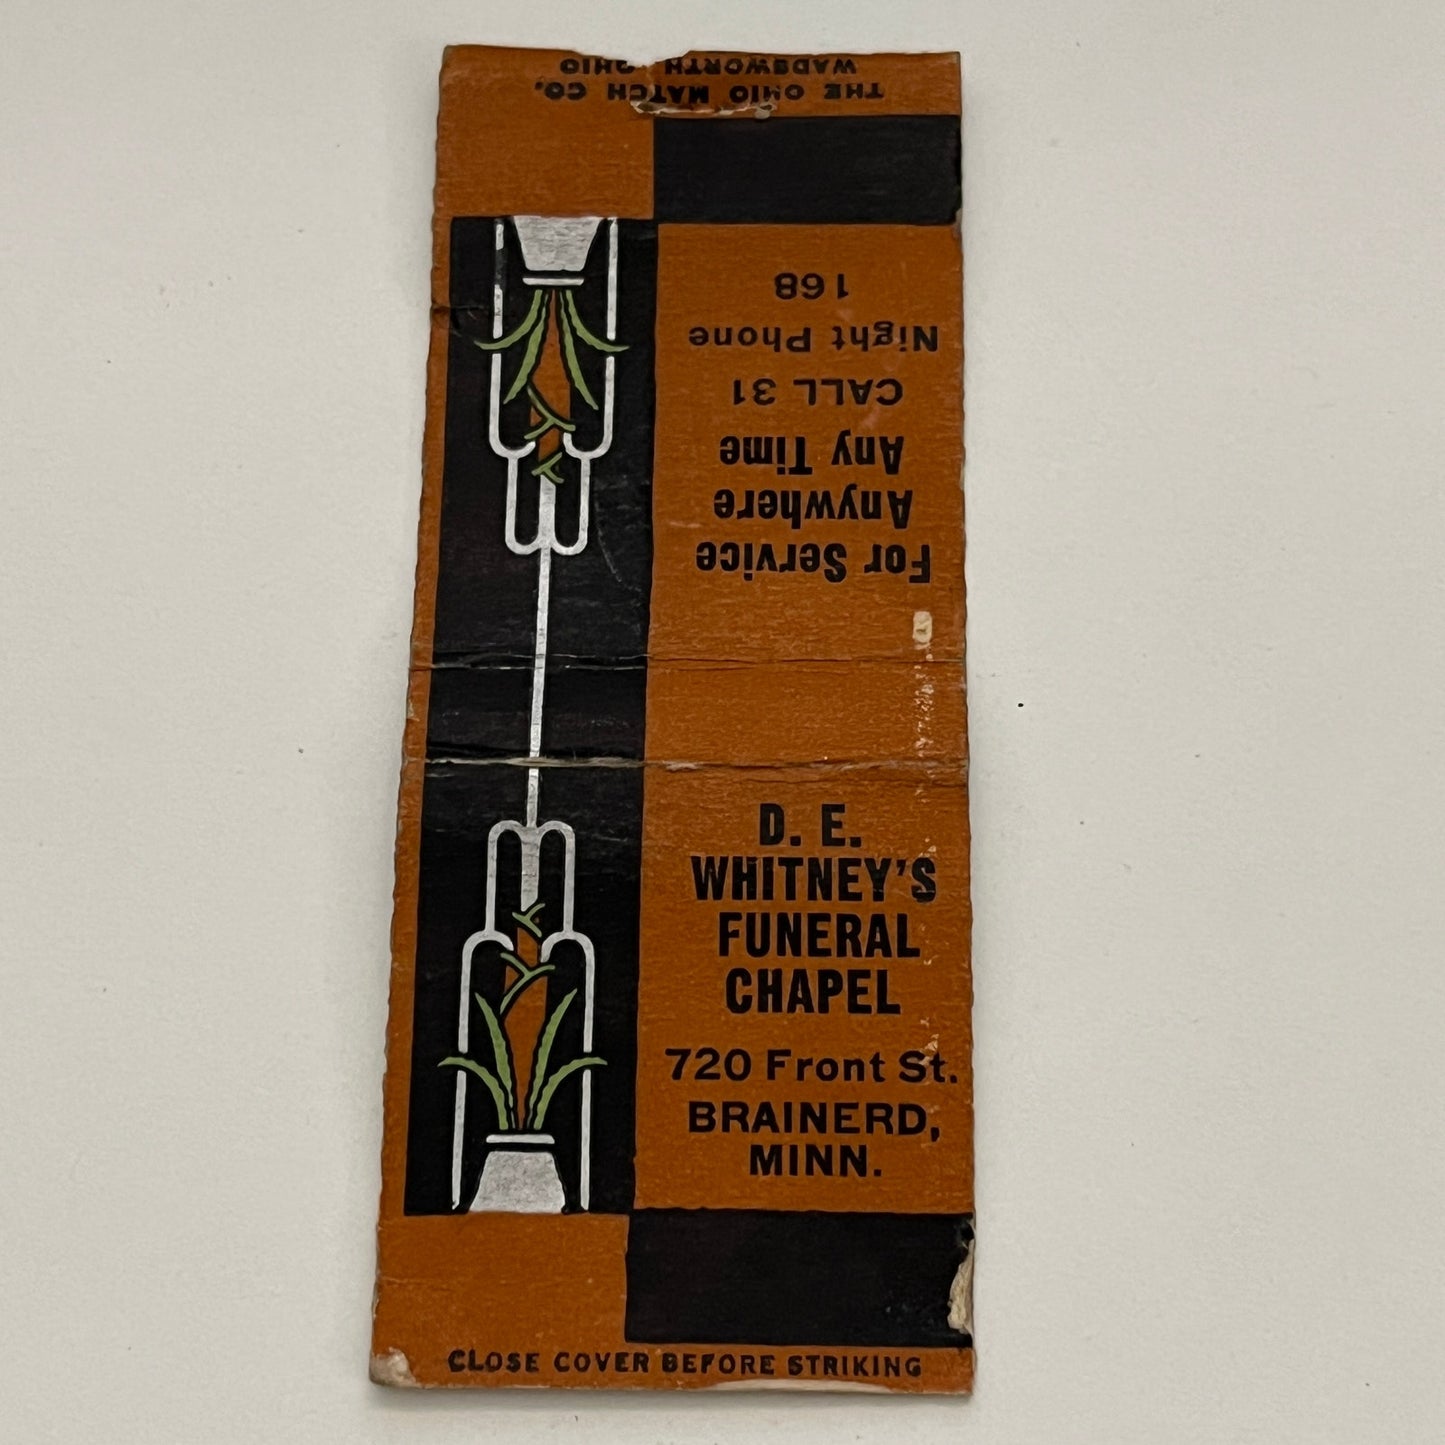 D. E.
WHITNEY'S
FUNERAL
CHAPEL
720 Front St.
BRAINERD,
MINN.
CLOSE COVER BEFORE STRIKING
For Service
Anywhere
Any Time
CALL 31
Night Phone
168
THE OHIO MATCH CO.
WADSWORTH, OHIO